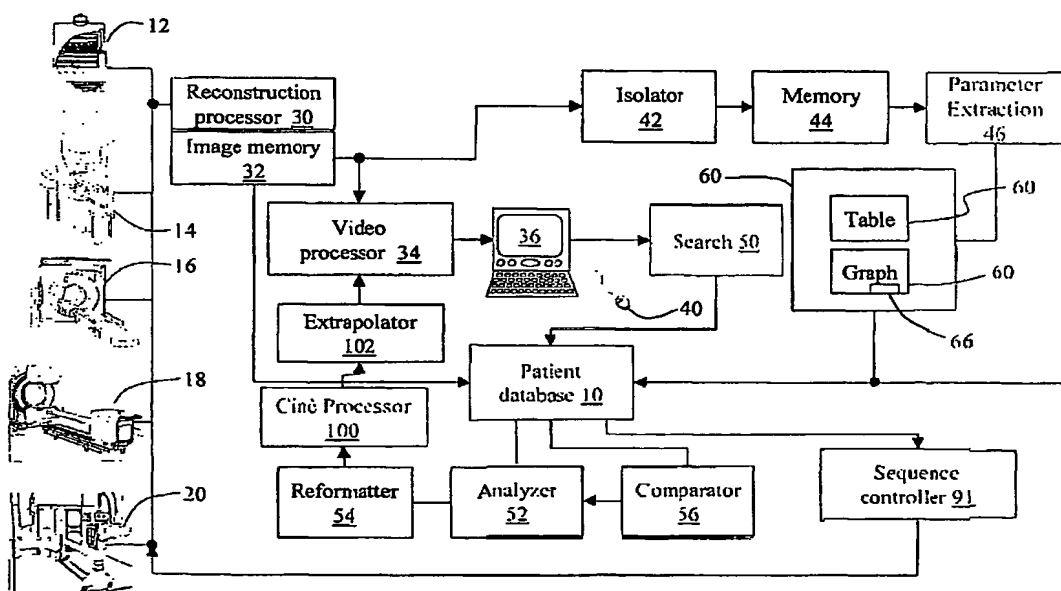 12
14
16
18
20
Reconstruction
processor 30
Image memory
32
Video
processor 34
36
40
Isolator
42
Memory
44
Parameter
Extraction
46
60
Table
60
Graph
60
66
Search 50
Extrapolator
102
Patient
database 10
Cinè Processor
100
Reformatter
54
Analyzer
52
Comparator
56
Sequence
controller 91